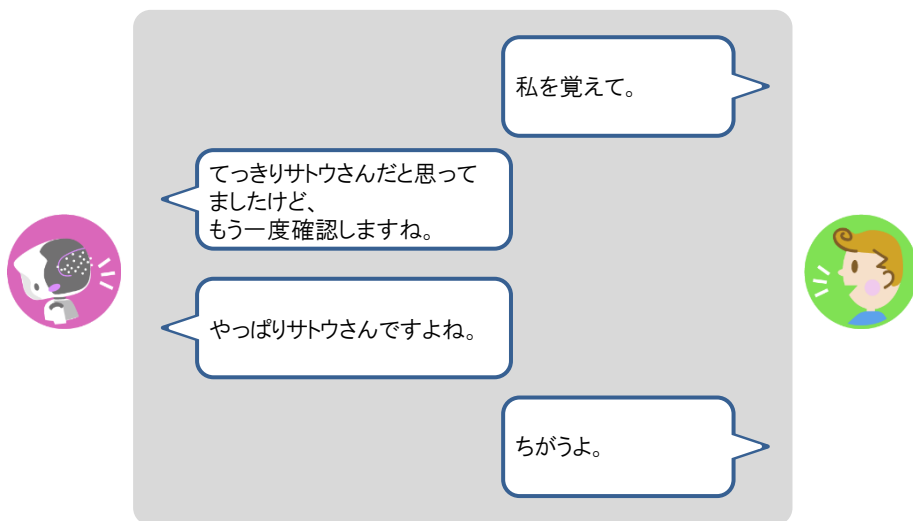 私を覚えて。
てっきりサトウさんだと思って
ましたけど、
もう一度確認しますね。
やっぱりサトウさんですよね。
ちがうよ。